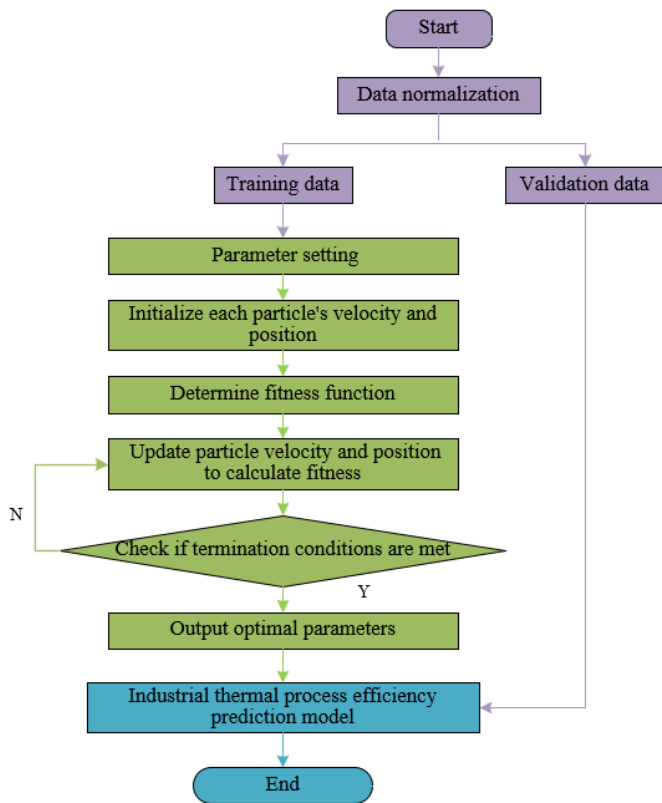 Start
Data normalization
Training data
Validation data
Parameter setting
Initialize each particle's velocity and
position
Determine fitness function
Update particle velocity and position
to calculate fitness
N
Check if termination conditions are met
Y
Output optimal parameters
Industrial thermal process efficiency
prediction model
End